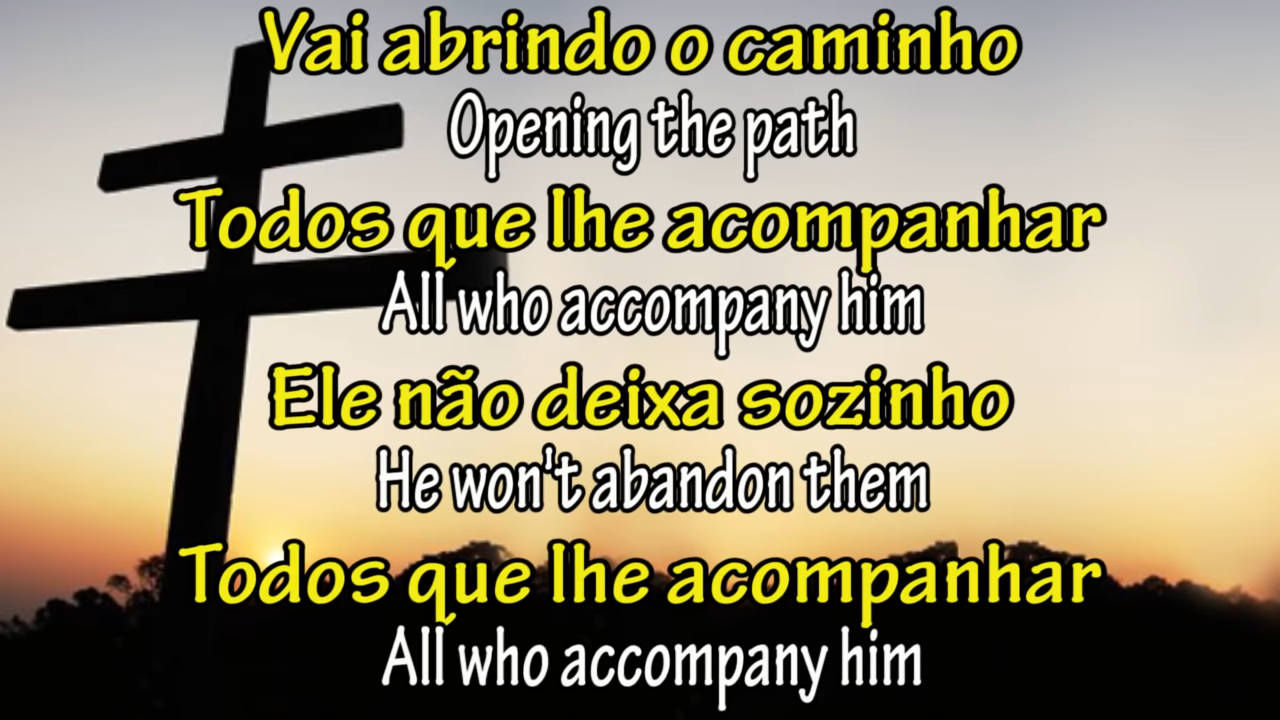 Vai abrindo o caminho
Opening the path
Todos que lhe acompanhar
All who accompany him
Ele não deixa sozinho
He won't abandon them
Todos que lhe acompanhar
All who accompany him